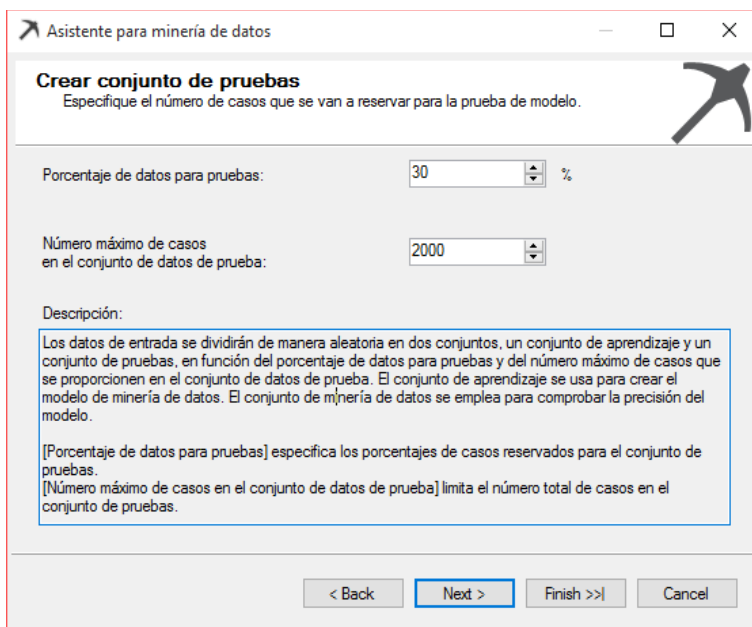 Asistente para minería de datos
Crear conjunto de pruebas
Especifique el número de casos que se van a reservar para la prueba de modelo.
Porcentaje de datos para pruebas:
30
%
Número máximo de casos
en el conjunto de datos de prueba:
2000
Descripción:
Los datos de entrada se dividirán de manera aleatoria en dos conjuntos, un conjunto de aprendizaje y un
conjunto de pruebas, en función del porcentaje de datos para pruebas y del número máximo de casos que
se proporcionen en el conjunto de datos de prueba. El conjunto de aprendizaje se usa para crear el
modelo de minería de datos. El conjunto de minería de datos se emplea para comprobar la precisión del
modelo.
[Porcentaje de datos para pruebas] especifica los porcentajes de casos reservados para el conjunto de
pruebas.
[Número máximo de casos en el conjunto de datos de prueba] limita el número total de casos en el
conjunto de pruebas.
< Back
Next >
Finish >>|
Cancel